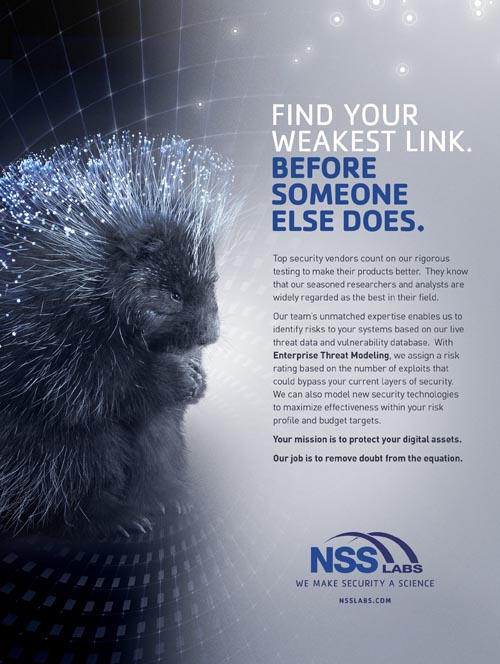 FIND YOUR
WEAKEST LINK.
BEFORE
SOMEONE
ELSE DOES.
Top security vendors count on our rigorous
testing to make their products better.  They know
that our seasoned researchers and analysts are
widely regarded as the best in their field.
Our team's unmatched expertise enables us to
identify risks to your systems based on our live
threat data and vulnerability database.  With
Enterprise Threat Modeling, we assign a risk
rating based on the number of exploits that
could bypass your current layers of security.
We can also model new security technologies
to maximize effectiveness within your risk
profile and budget targets.
Your mission is to protect your digital assets.
Our job is to remove doubt from the equation.
NSS LABS
WE MAKE SECURITY A SCIENCE
NSSLABS.COM